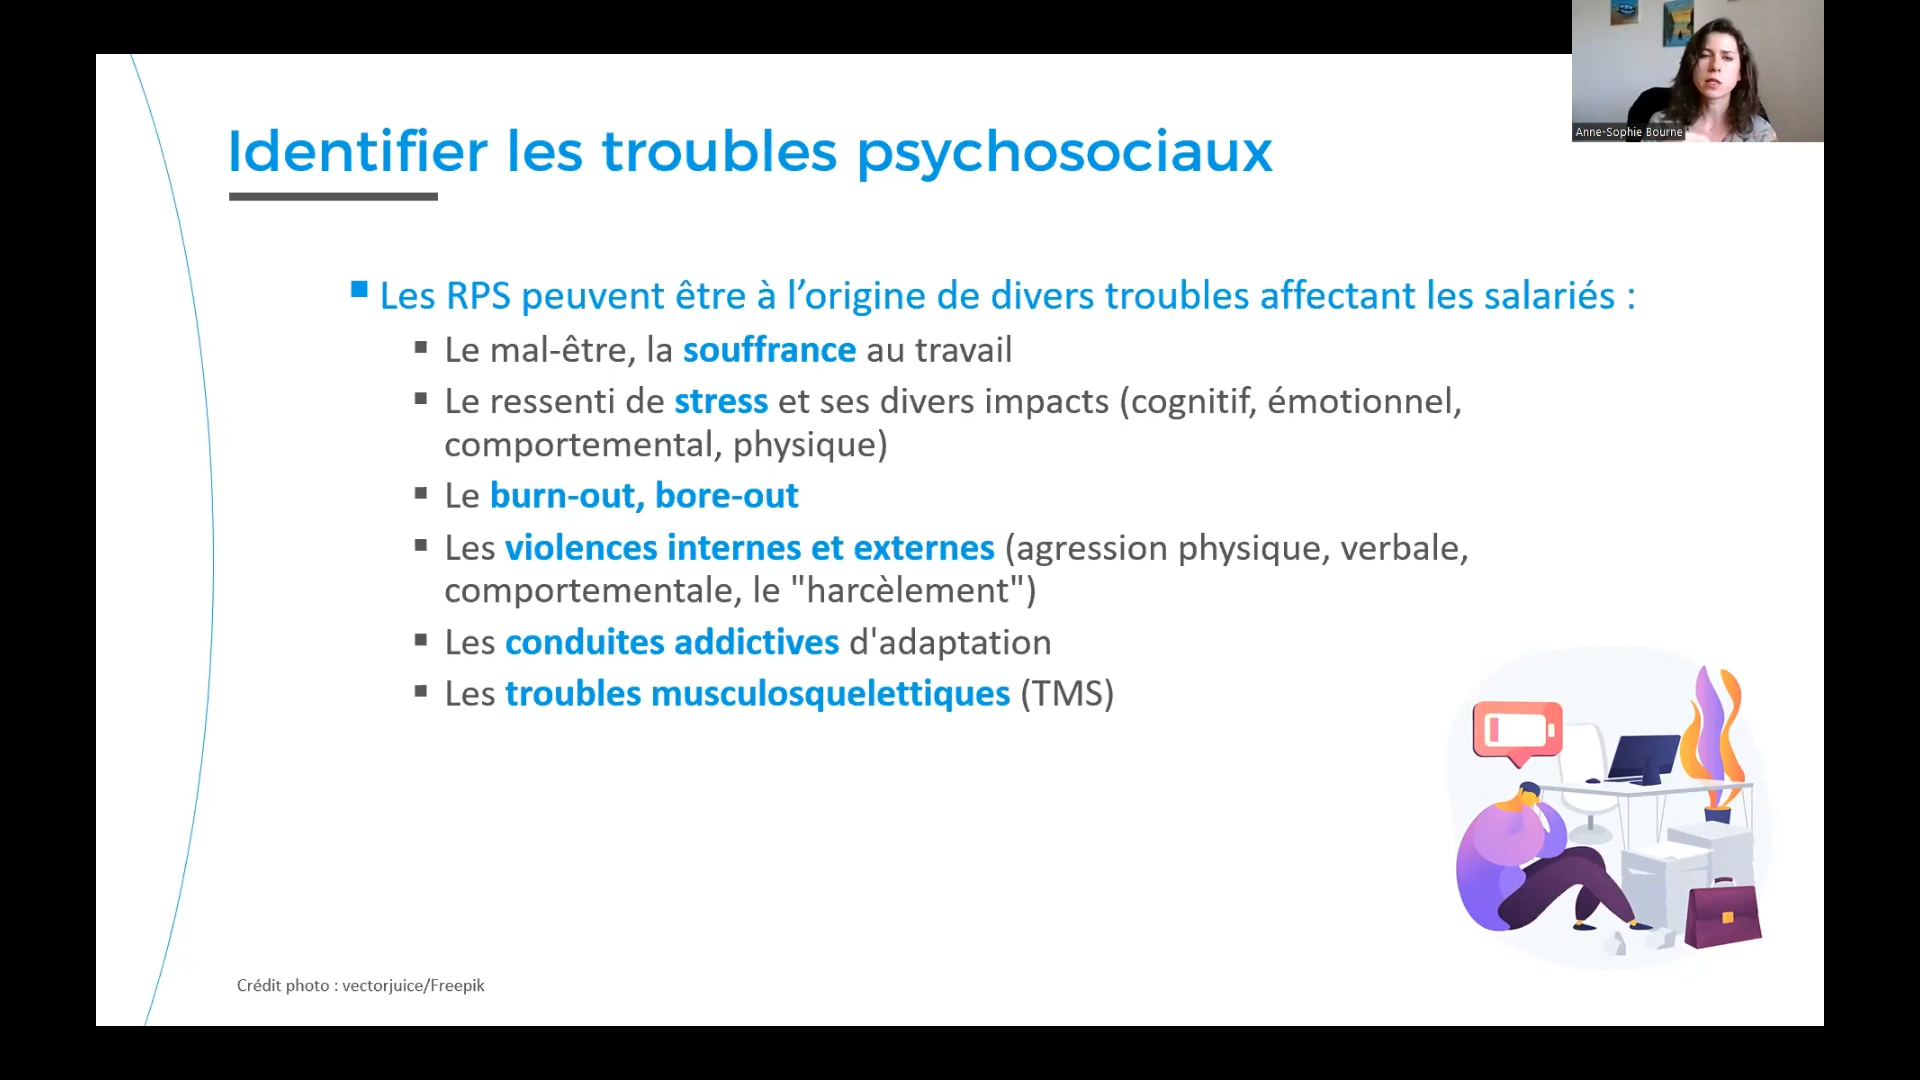 Anne-Sophie Bourne
Identifier les troubles psychosociaux
▪ Les RPS peuvent être à l’origine de divers troubles affectant les salariés :
▪ Le mal-être, la souffrance au travail
▪ Le ressenti de stress et ses divers impacts (cognitif, émotionnel,
comportemental, physique)
▪ Le burn-out, bore-out
▪ Les violences internes et externes (agression physique, verbale,
comportementale, le "harcèlement")
▪ Les conduites addictives d'adaptation
▪ Les troubles musculosquelettiques (TMS)
Crédit photo : vectorjuice/Freepik